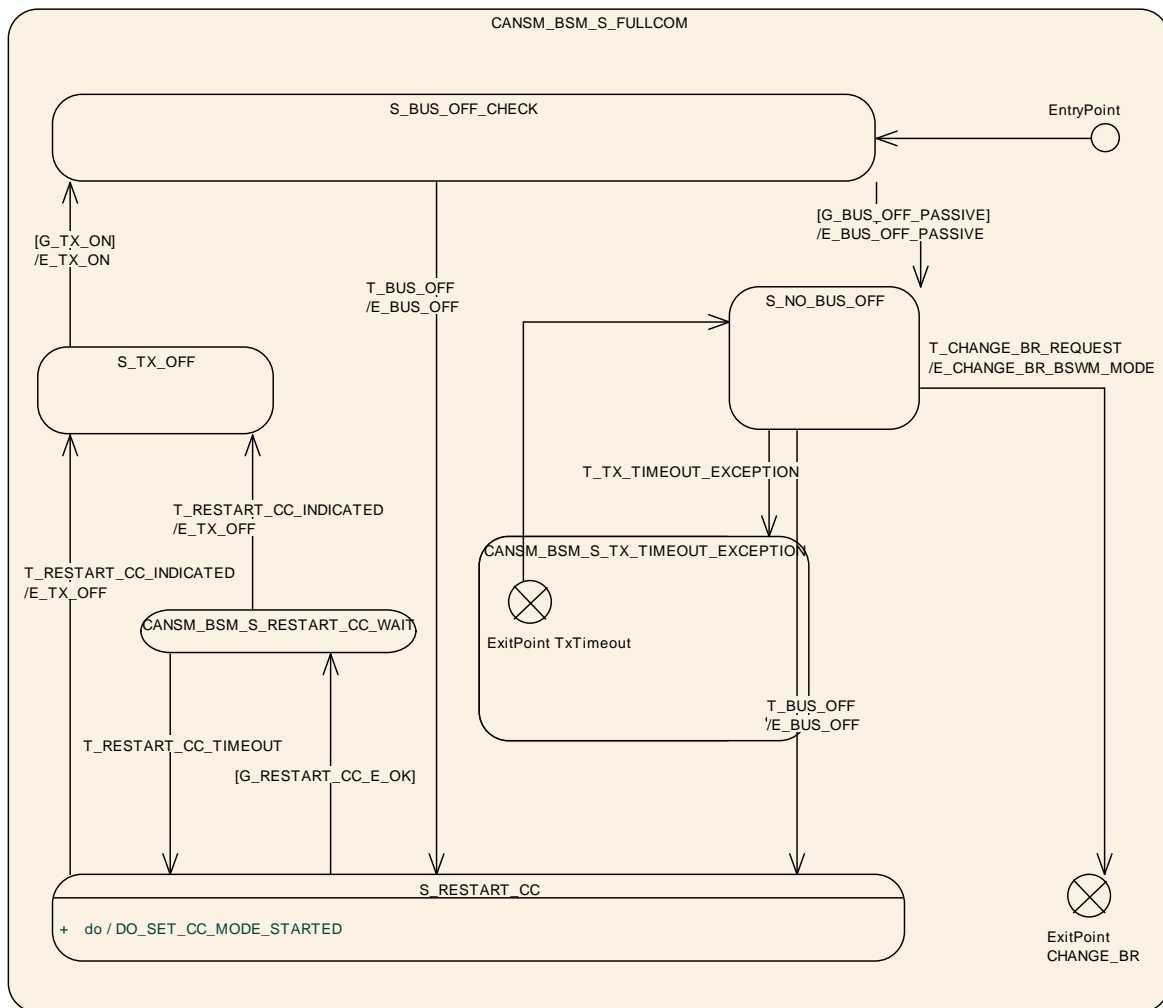 CANSM_BSM_S_FULLCOM
S_BUS_OFF_CHECK
EntryPoint
[G_BUS_OFF_PASSIVE]
/E_BUS_OFF_PASSIVE
[G_TX_ON]
/E_TX_ON
T_BUS_OFF
/E_BUS_OFF
S_NO_BUS_OFF
T_CHANGE_BR_REQUEST
/E_CHANGE_BR_BSWM_MODE
S_TX_OFF
T_TX_TIMEOUT_EXCEPTION
T_RESTART_CC_INDICATED
/E_TX_OFF
CANSM_BSM_S_TX_TIMEOUT_EXCEPTION
T_RESTART_CC_INDICATED
/E_TX_OFF
CANSM_BSM_S_RESTART_CC_WAIT
ExitPoint TxTimeout
T_BUS_OFF
/E_BUS_OFF
T_RESTART_CC_TIMEOUT
[G_RESTART_CC_E_OK]
S_RESTART_CC
+ do / DO_SET_CC_MODE_STARTED
ExitPoint
CHANGE_BR